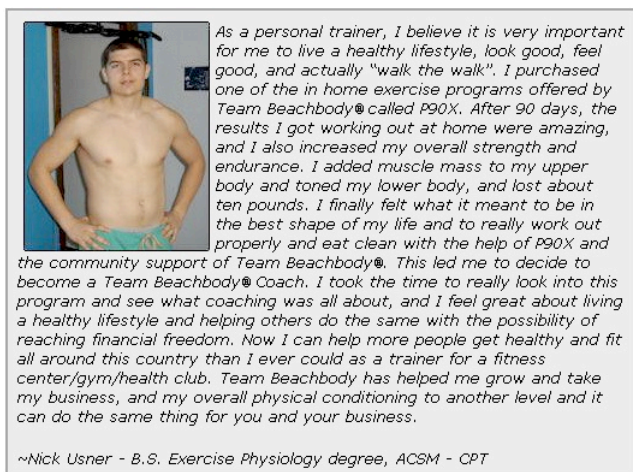 As a personal trainer, I believe it is very important
for me to live a healthy lifestyle, look good, feel
good, and actually “walk the walk”. I purchased
one of the in home exercise programs offered by
Team Beachbody® called P90X. After 90 days, the
results I got working out at home were amazing,
and I also increased my overall strength and
endurance. I added muscle mass to my upper
body and toned my lower body, and lost about
ten pounds. I finally felt what it meant to be in
the best shape of my life and to really work out
properly and eat clean with the help of P90X and
the community support of Team Beachbody®. This led me to decide to
become a Team Beachbody® Coach. I took the time to really look into this
program and see what coaching was all about, and I feel great about living
a healthy lifestyle and helping others do the same with the possibility of
reaching financial freedom. Now I can help more people get healthy and fit
all around this country than I ever could as a trainer for a fitness
center/gym/health club. Team Beachbody has helped me grow and take
my business, and my overall physical conditioning to another level and it
can do the same thing for you and your business.
~Nick Usner - B.S. Exercise Physiology degree, ACSM - CPT